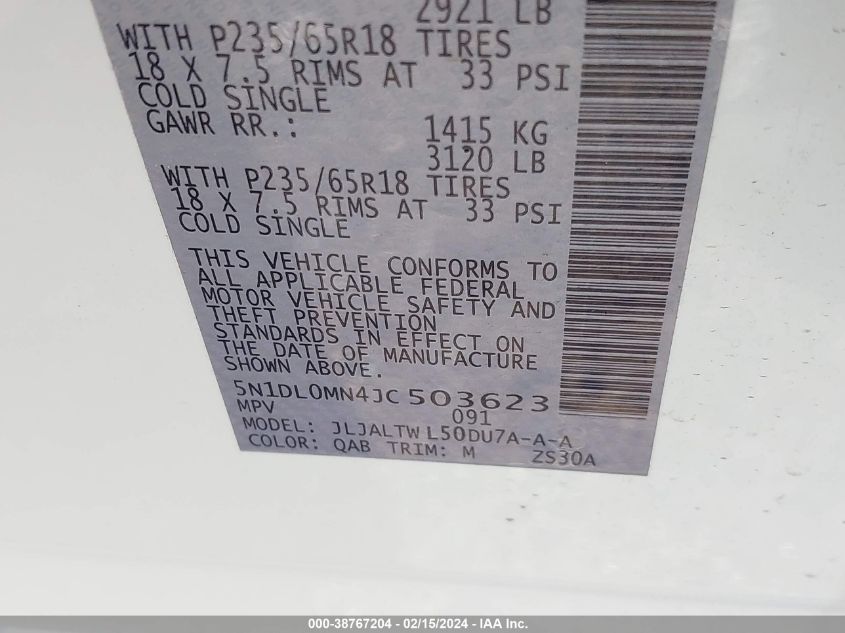 2921 LB
WITH P235/65R18 TIRES
18 X 7.5 RIMS AT 33 PSI
COLD SINGLE
GAWR RR.: 1415 KG
3120 LB
WITH P235/65R18 TIRES
18 X 7.5 RIMS AT 33 PSI
COLD SINGLE
THIS VEHICLE CONFORMS TO
ALL APPLICABLE FEDERAL
MOTOR VEHICLE SAFETY AND
THEFT PREVENTION
STANDARDS IN EFFECT ON
THE DATE OF MANUFACTURE
SHOWN ABOVE.
5N1DL0MN4JC503623
MPV 091
MODEL: JLJALTWL50DU7A-A-A
COLOR: QAB TRIM: M ZS30A
000-38767204 - 02/15/2024 - IAA Inc.